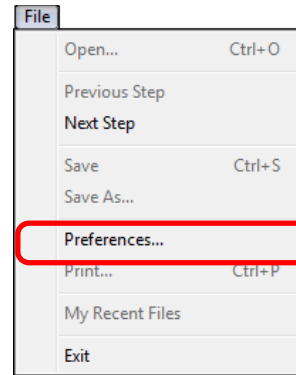 File
Open... Ctrl+O
Previous Step
Next Step
Save Ctrl+S
Save As...
Preferences...
Print... Ctrl+P
My Recent Files
Exit